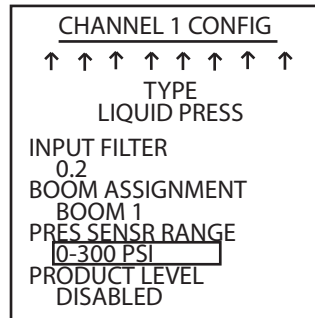 CHANNEL 1 CONFIG
↑ ↑ ↑ ↑ ↑ ↑ ↑ ↑
TYPE
LIQUID PRESS
INPUT FILTER
0.2
BOOM ASSIGNMENT
BOOM 1
PRES SENSR RANGE
0-300 PSI
PRODUCT LEVEL
DISABLED